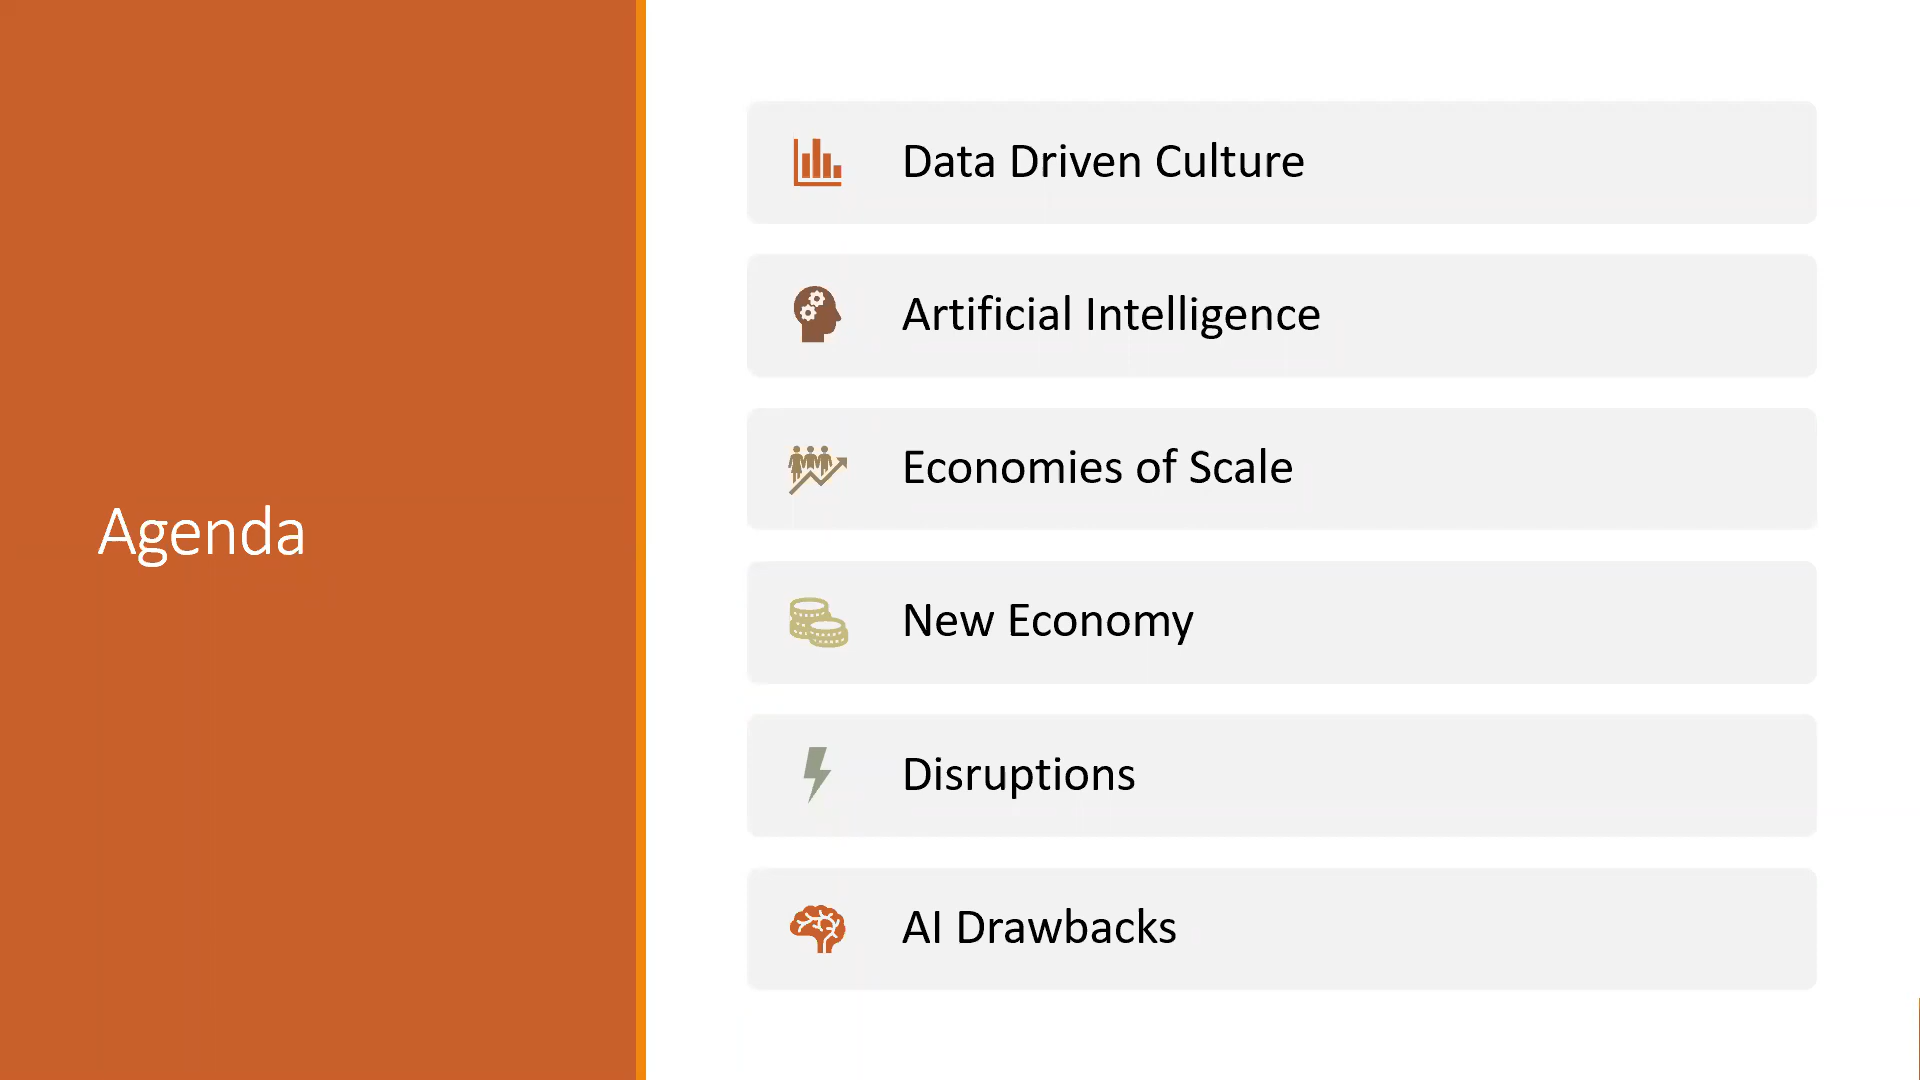 Agenda
Data Driven Culture
Artificial Intelligence
Economies of Scale
New Economy
Disruptions
AI Drawbacks